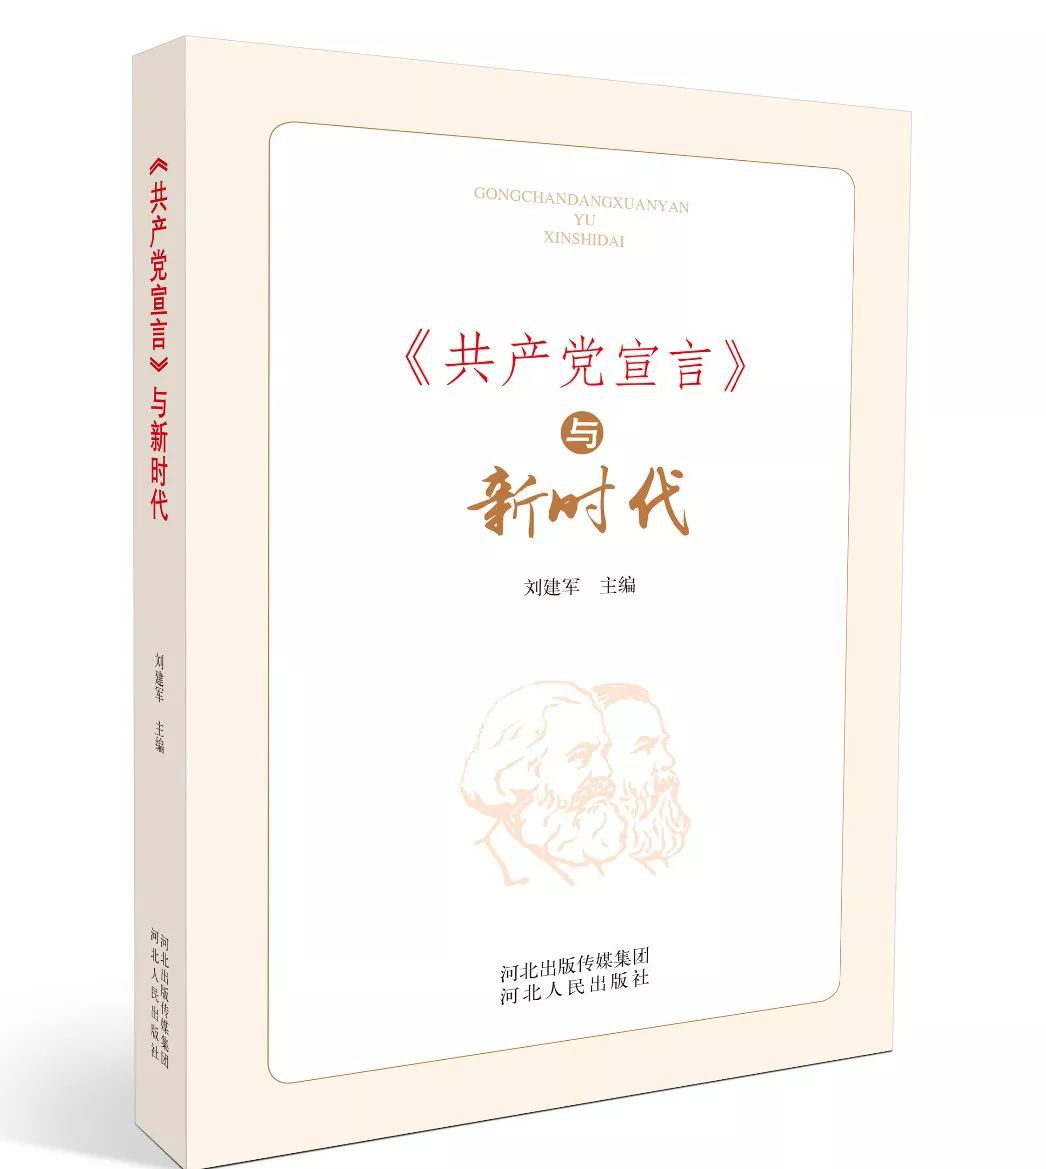 《共产党宣言》与新时代
刘建军 主编
河北出版传媒集团
河北人民出版社
GONGCHANDANGXUANYAN
YU
XINSHIDAI
《共产党宣言》
与
新时代
刘建军 主编
河北出版传媒集团
河北人民出版社